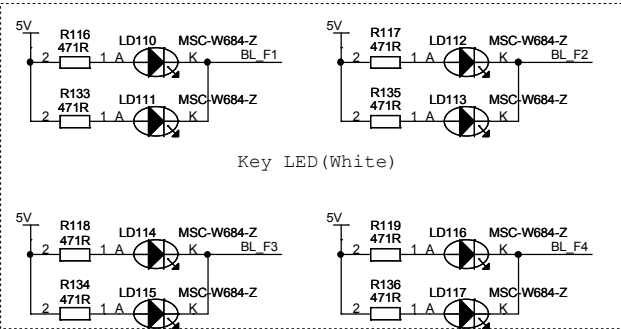 5V R116 471R LD110 MSC-W684-Z 5V R117 471R LD112 MSC-W684-Z
2 1 A K BL_F1 2 1 A K BL_F2
R133 471R LD111 MSC-W684-Z R135 471R LD113 MSC-W684-Z
2 1 A K 2 1 A K
Key LED(White)
5V R118 471R LD114 MSC-W684-Z 5V R119 471R LD116 MSC-W684-Z
2 1 A K BL_F3 2 1 A K BL_F4
R134 471R LD115 MSC-W684-Z R136 471R LD117 MSC-W684-Z
2 1 A K 2 1 A K